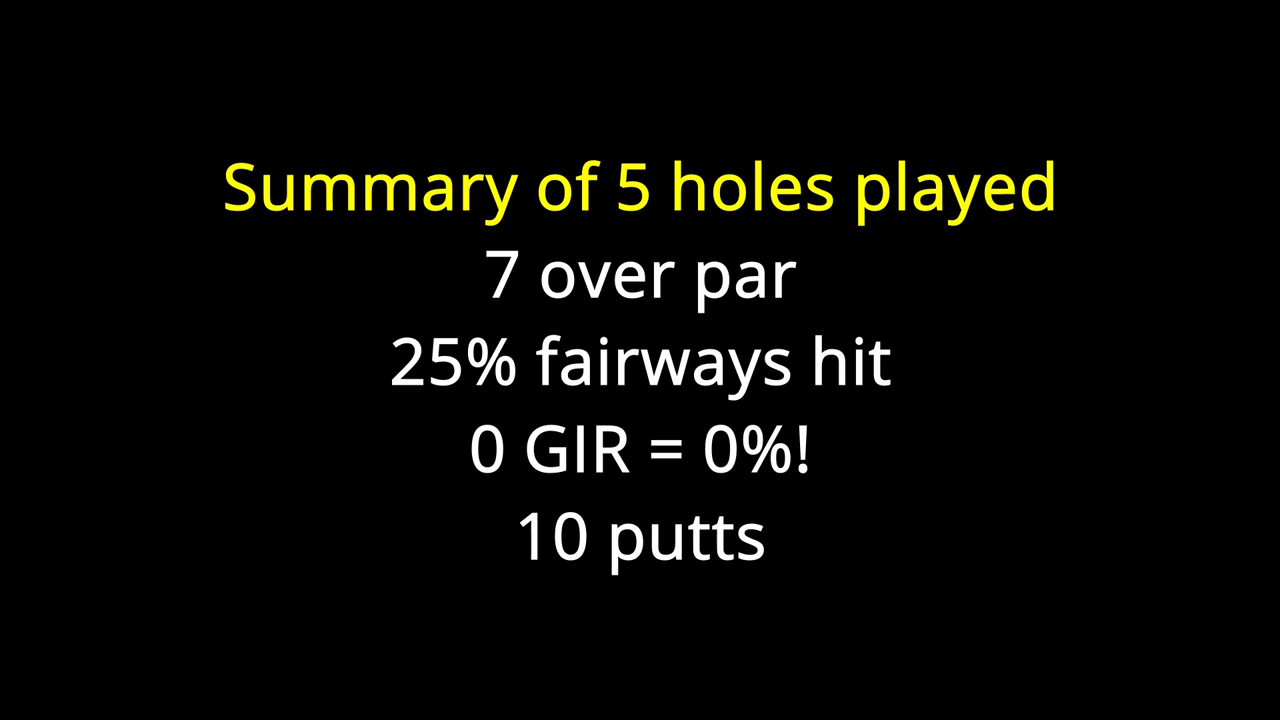 Summary of 5 holes played
7 over par
25% fairways hit
0 GIR = 0%!
10 putts